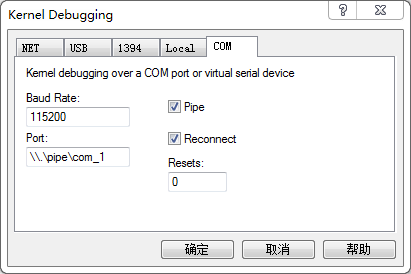 Kernel Debugging
NET USB 1394 Local COM
Kernel debugging over a COM port or virtual serial device
Baud Rate:
115200
Pipe
Port:
Reconnect
\\.\pipe\com_1
Resets:
0
确定 取消 帮助